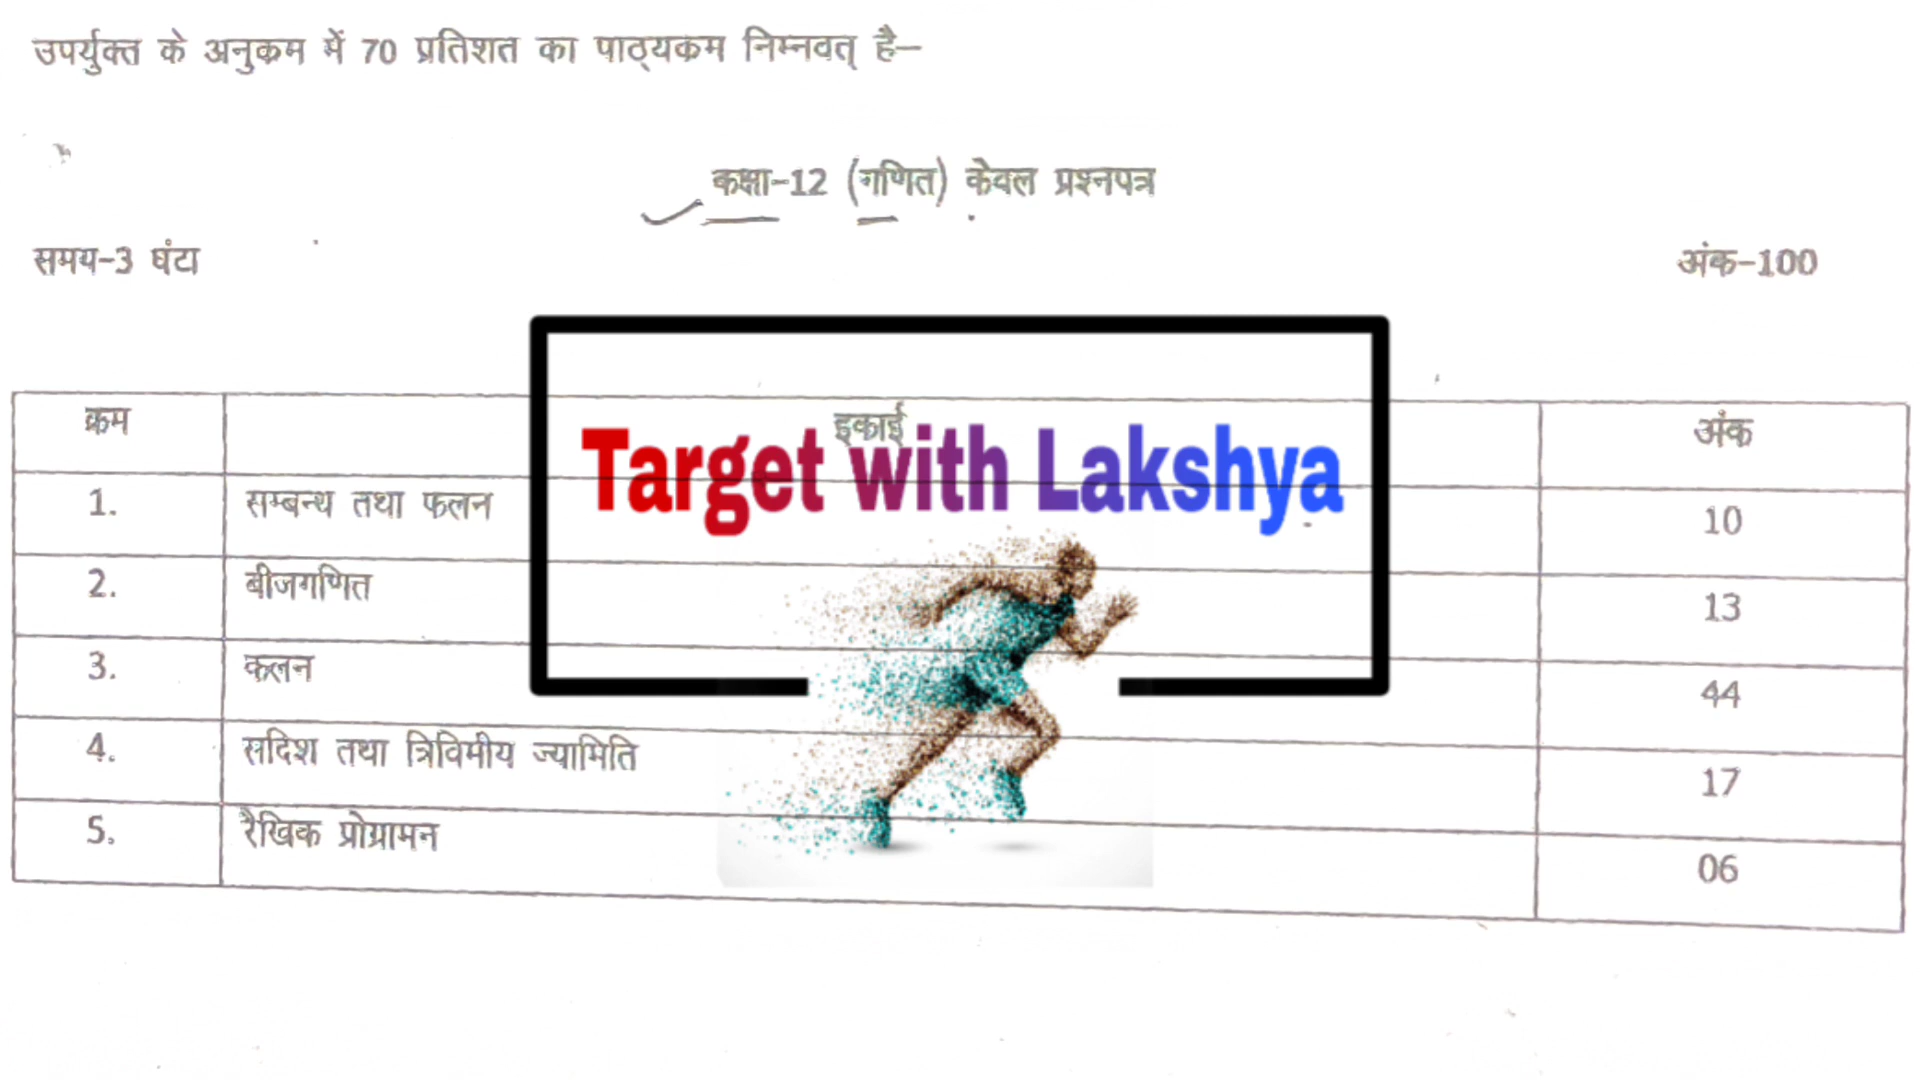 उपर्युक्त के अनुक्रम में 70 प्रतिशत का पाठ्यक्रम निम्नवत् है–
कक्षा-12 (गणित) केवल प्रश्नपत्र
समय-3 घंटा अंक-100
क्रम इकाई अंक
Target with Lakshya
1. सम्बन्ध तथा फलन 10
2. बीजगणित 13
3. कलन 44
4. सदिश तथा त्रिविमीय ज्यामिति 17
5. रैखिक प्रोग्रामन 06